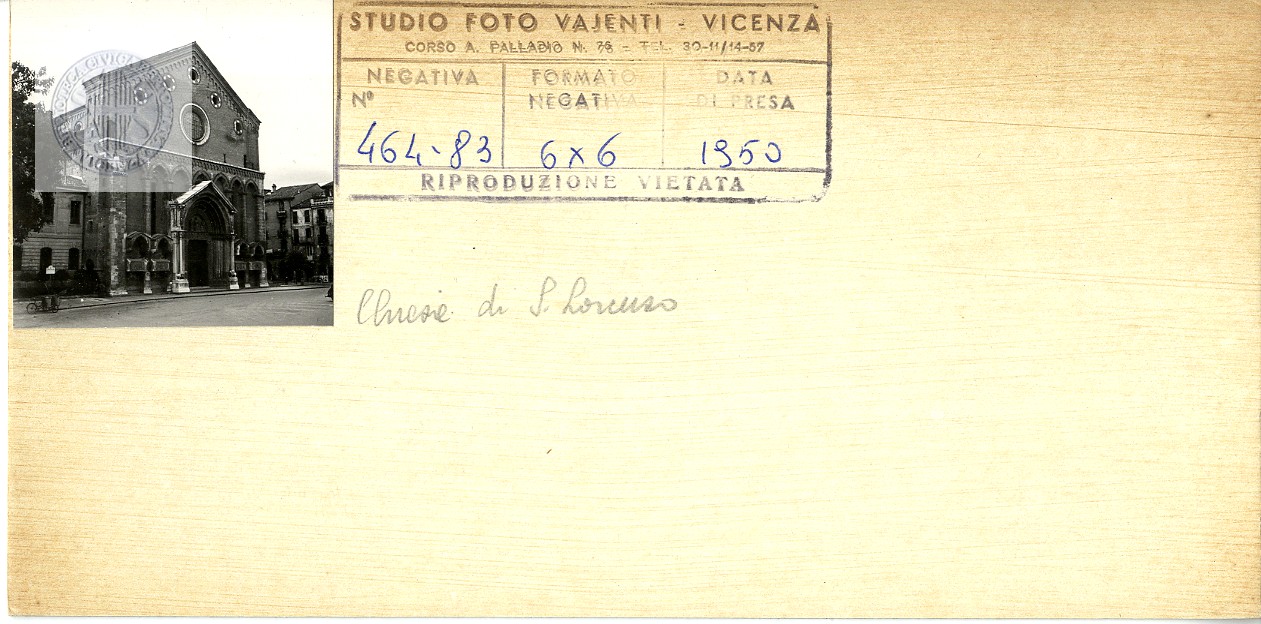 STUDIO FOTO VAJENTI - VICENZA
CORSO A. PALLADIO N. 76 - TEL. 30-11/14-57
NEGATIVA FORMATO DATA
Nº NEGATIVA DI PRESA
464-83 6x6 1950
RIPRODUZIONE VIETATA
Chiesa di S. Lorenzo